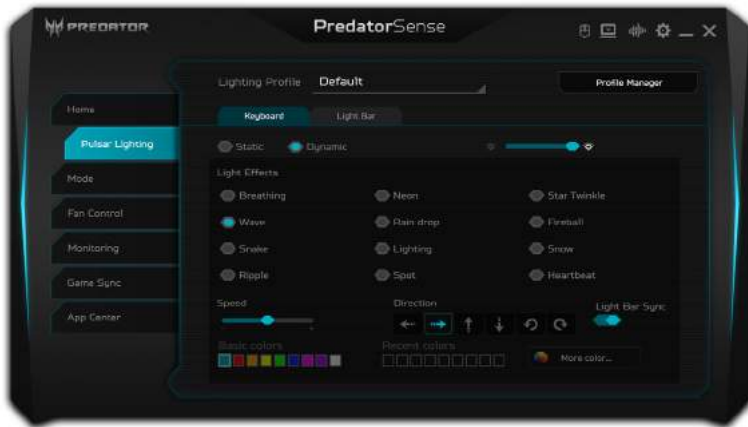 PREDATOR
PredatorSense
Lighting Profile Default
Profile Manager
Home
Pulsar Lighting
Mode
Fan Control
Monitoring
Game Sync
App Center
Keyboard Light Bar
Static Dynamic
Light Effects
Breathing Neon Star Twinkle
Wave Rain drop Fireball
Snake Lighting Snow
Ripple Spot Heartbeat
Speed Direction Light Bar Sync
Basic colors Recent colors
More color...